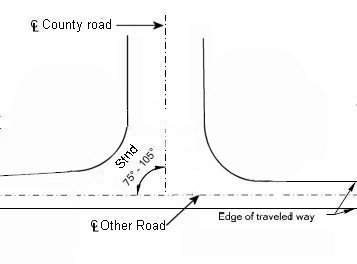 ℄ County road
Stnd
75° - 105°
Edge of traveled way
℄ Other Road